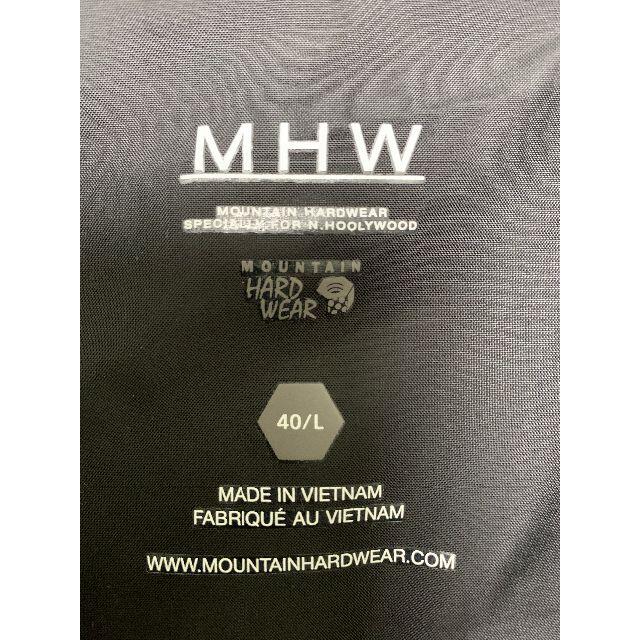 MHW
MOUNTAIN HARDWEAR
SPECIALLY FOR N.HOOLYWOOD
MOUNTAIN
HARD
WEAR
40/L
MADE IN VIETNAM
FABRIQUÉ AU VIETNAM
WWW.MOUNTAINHARDWEAR.COM